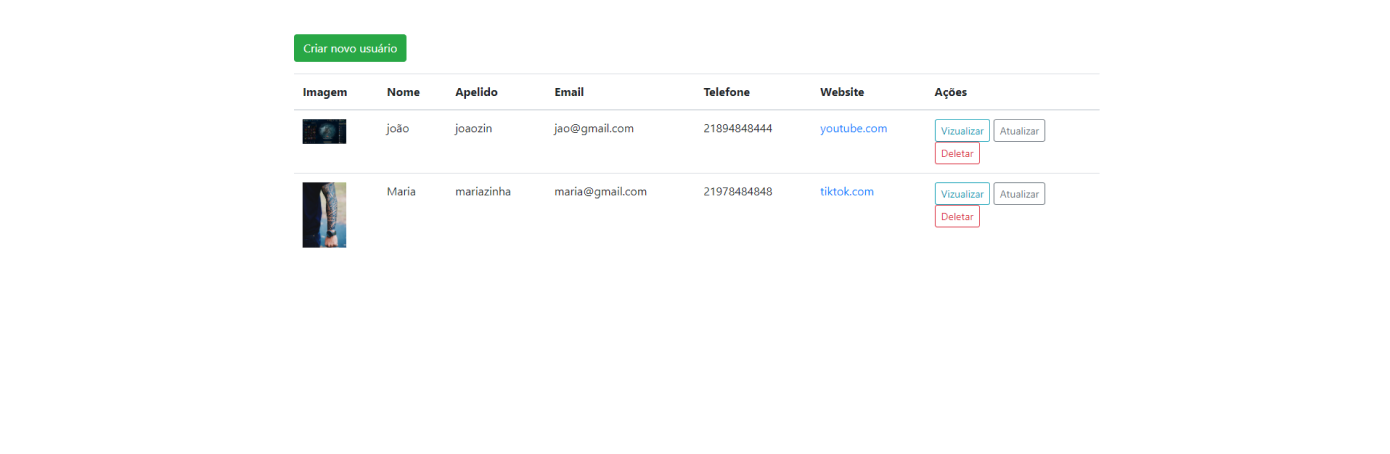 Criar novo usuário
Imagem Nome Apelido Email Telefone Website Ações
joão joaozin jao@gmail.com 21894848444 youtube.com Vizualizar Atualizar
Deletar
Maria mariazinha maria@gmail.com 21978484848 tiktok.com Vizualizar Atualizar
Deletar